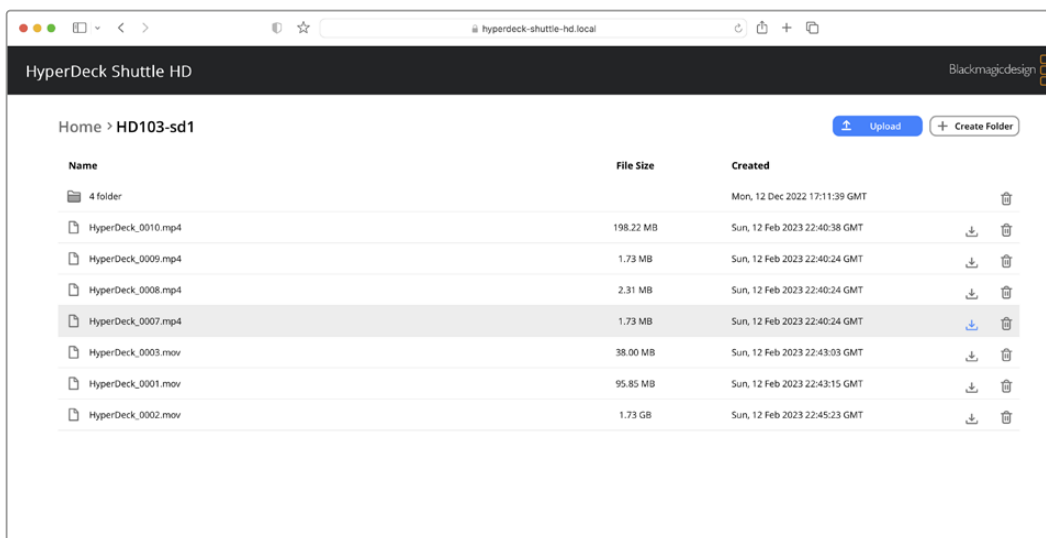 hyperdeck-shuttle-hd.local
HyperDeck Shuttle HD Blackmagicdesign
Home > HD103-sd1 Upload + Create Folder
Name File Size Created
4 folder Mon, 12 Dec 2022 17:11:39 GMT
HyperDeck_0010.mp4 198.22 MB Sun, 12 Feb 2023 22:40:38 GMT
HyperDeck_0009.mp4 1.73 MB Sun, 12 Feb 2023 22:40:24 GMT
HyperDeck_0008.mp4 2.31 MB Sun, 12 Feb 2023 22:40:24 GMT
HyperDeck_0007.mp4 1.73 MB Sun, 12 Feb 2023 22:40:24 GMT
HyperDeck_0003.mov 38.00 MB Sun, 12 Feb 2023 22:43:03 GMT
HyperDeck_0001.mov 95.85 MB Sun, 12 Feb 2023 22:43:15 GMT
HyperDeck_0002.mov 1.73 GB Sun, 12 Feb 2023 22:45:23 GMT